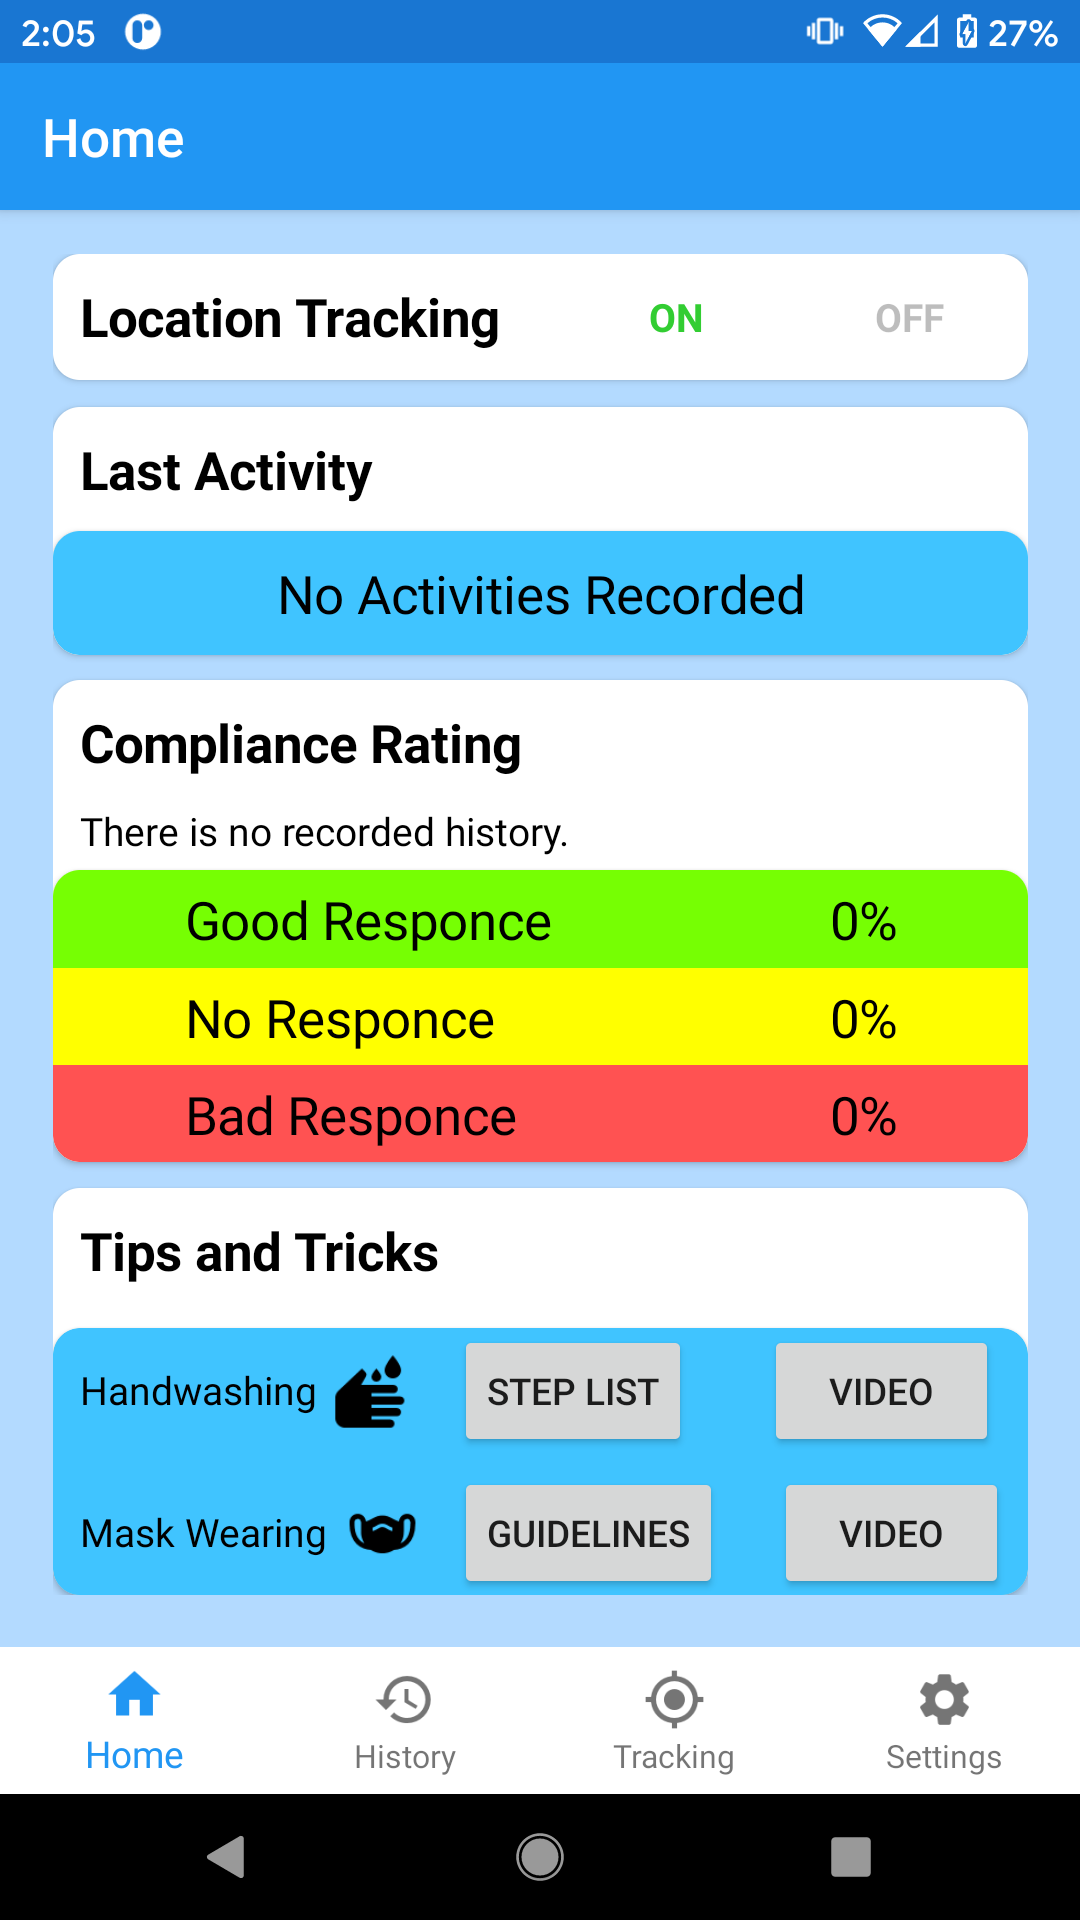 2:05
27%
Home
Location Tracking ON OFF
Last Activity
No Activities Recorded
Compliance Rating
There is no recorded history.
Good Responce 0%
No Responce 0%
Bad Responce 0%
Tips and Tricks
Handwashing STEP LIST VIDEO
Mask Wearing GUIDELINES VIDEO
Home History Tracking Settings